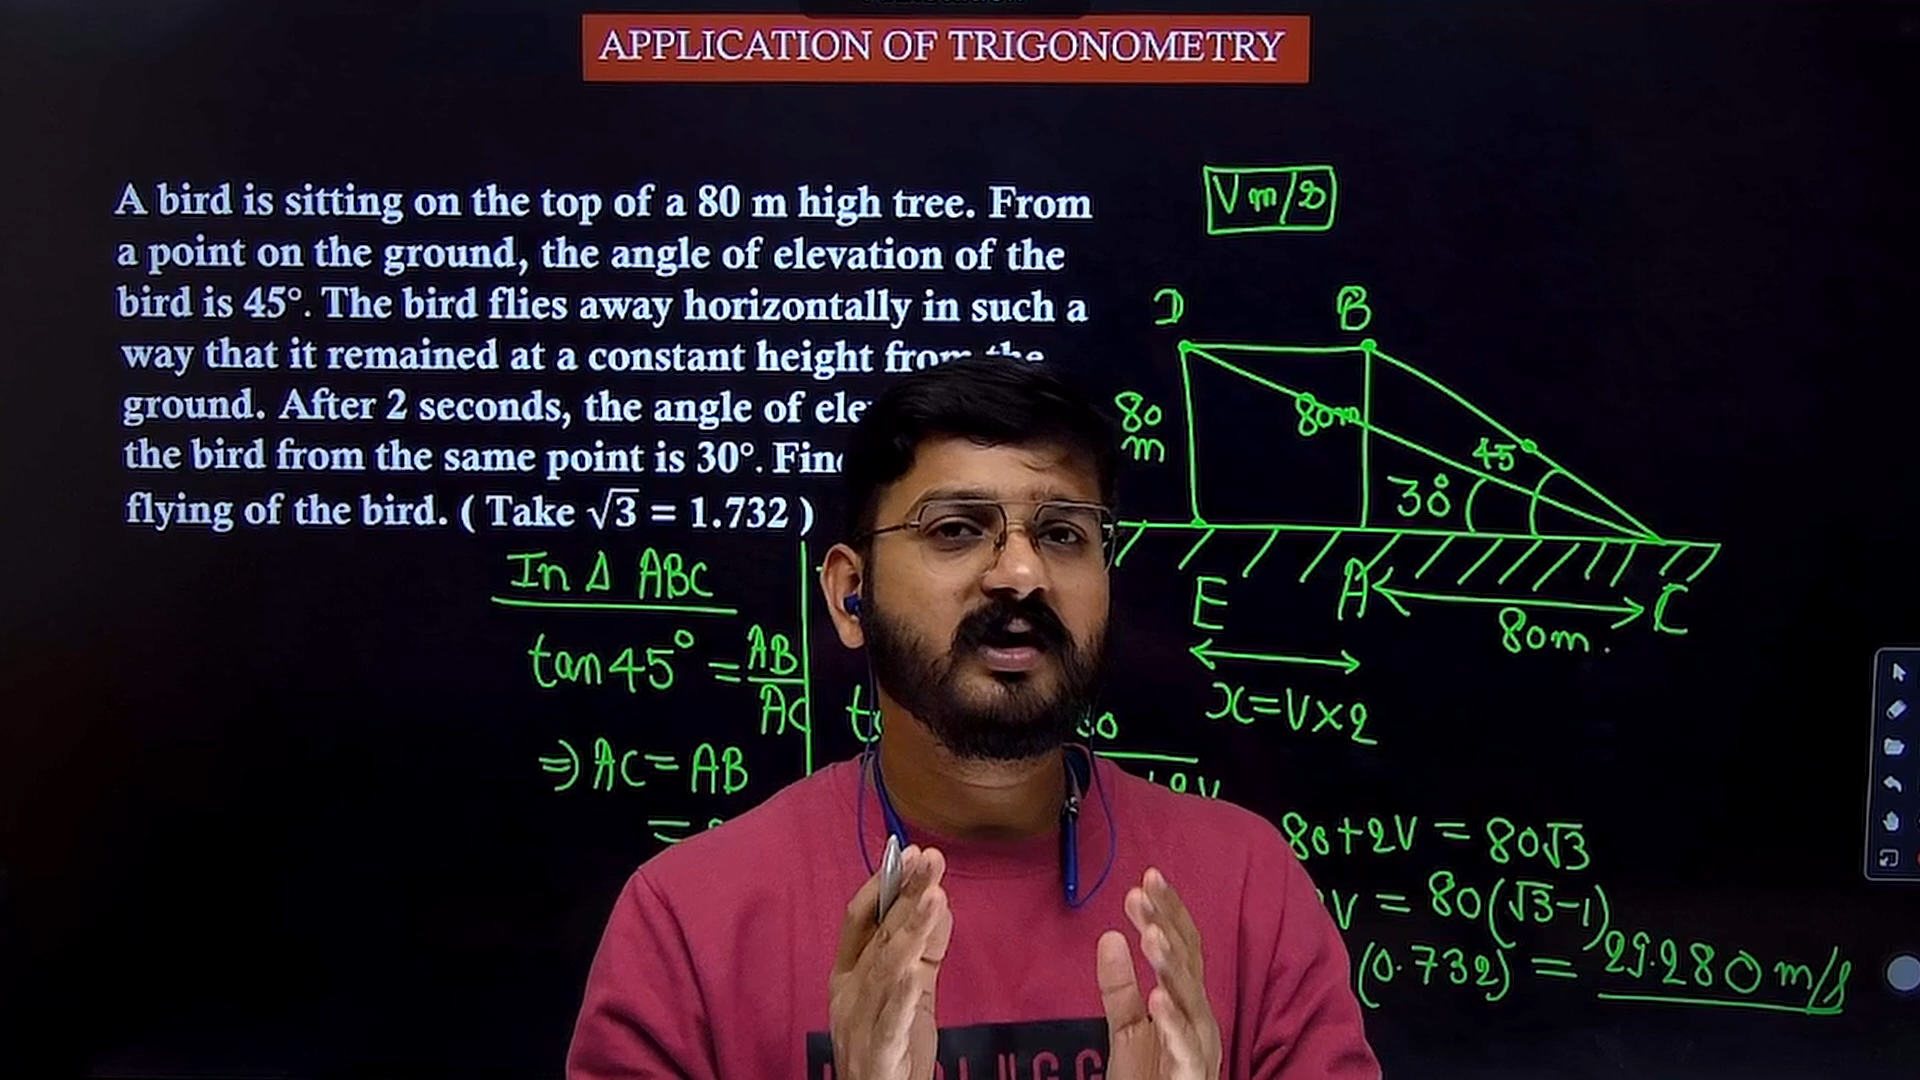 APPLICATION OF TRIGONOMETRY
A bird is sitting on the top of a 80 m high tree. From
a point on the ground, the angle of elevation of the
bird is 45°. The bird flies away horizontally in such a
way that it remained at a constant height from the
ground. After 2 seconds, the angle of
the bird from the same point is 30°.
flying of the bird. ( Take √3 = 1.732 )
V m/s
D B
80 m
80m
45
30°
E A C
80m.
x=V×2
In Δ ABC
tan45° = AB/AC
⇒ AC = AB
=
80+2V = 80√3
V = 80(√3-1)
(0.732) = 29.280 m/s